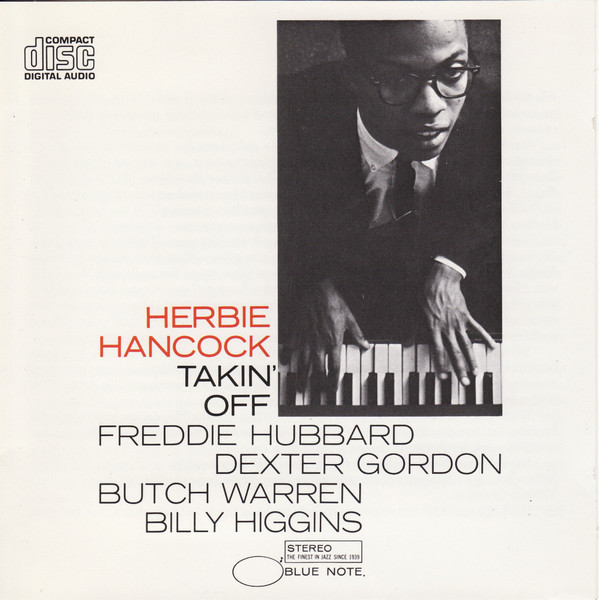 COMPACT
disc
DIGITAL AUDIO
HERBIE
HANCOCK
TAKIN'
OFF
FREDDIE HUBBARD
DEXTER GORDON
BUTCH WARREN
BILLY HIGGINS
STEREO
THE FINEST IN JAZZ SINCE 1939
BLUE NOTE.